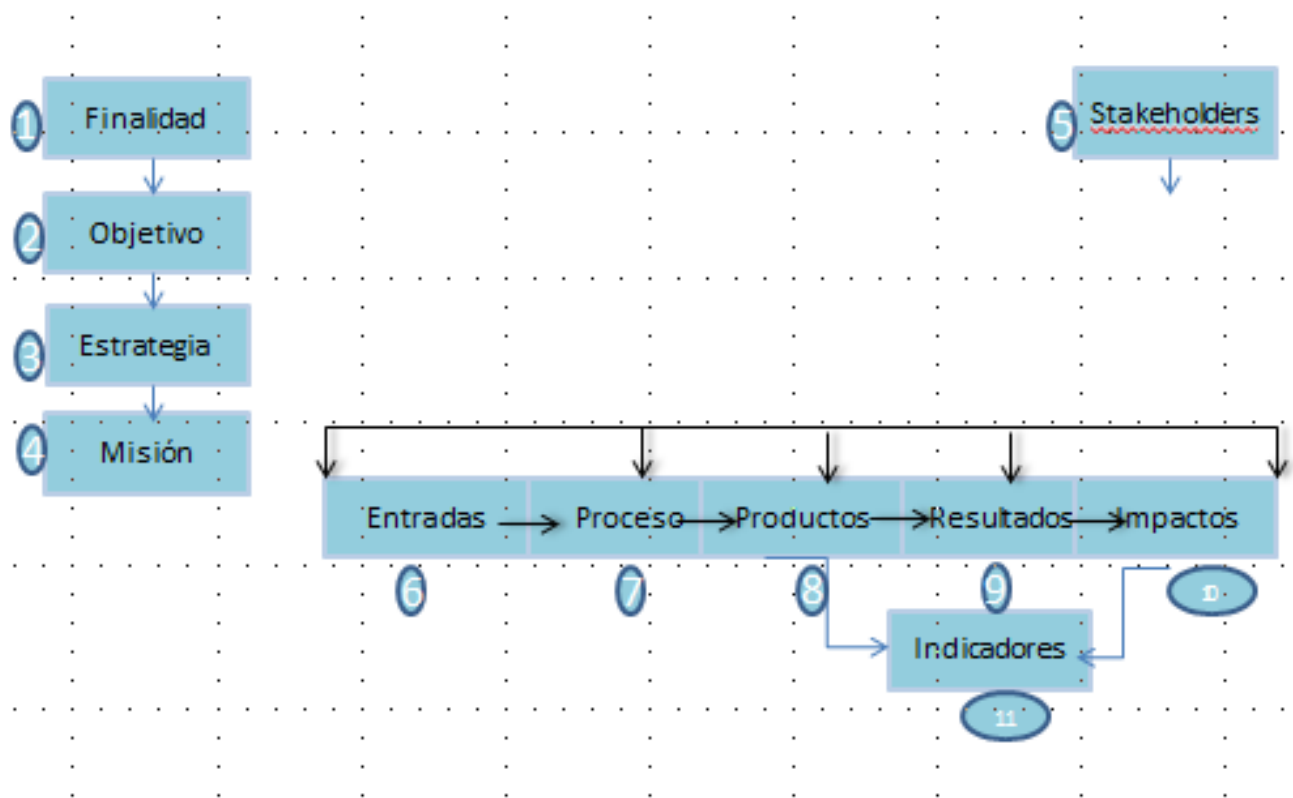 1
Finalidad
2
Objetivo
3
Estrategia
4
Misión
5
Stakeholders
Entradas
Proceso
Productos
Resultados
Impactos
6
7
8
9
10
Indicadores
11